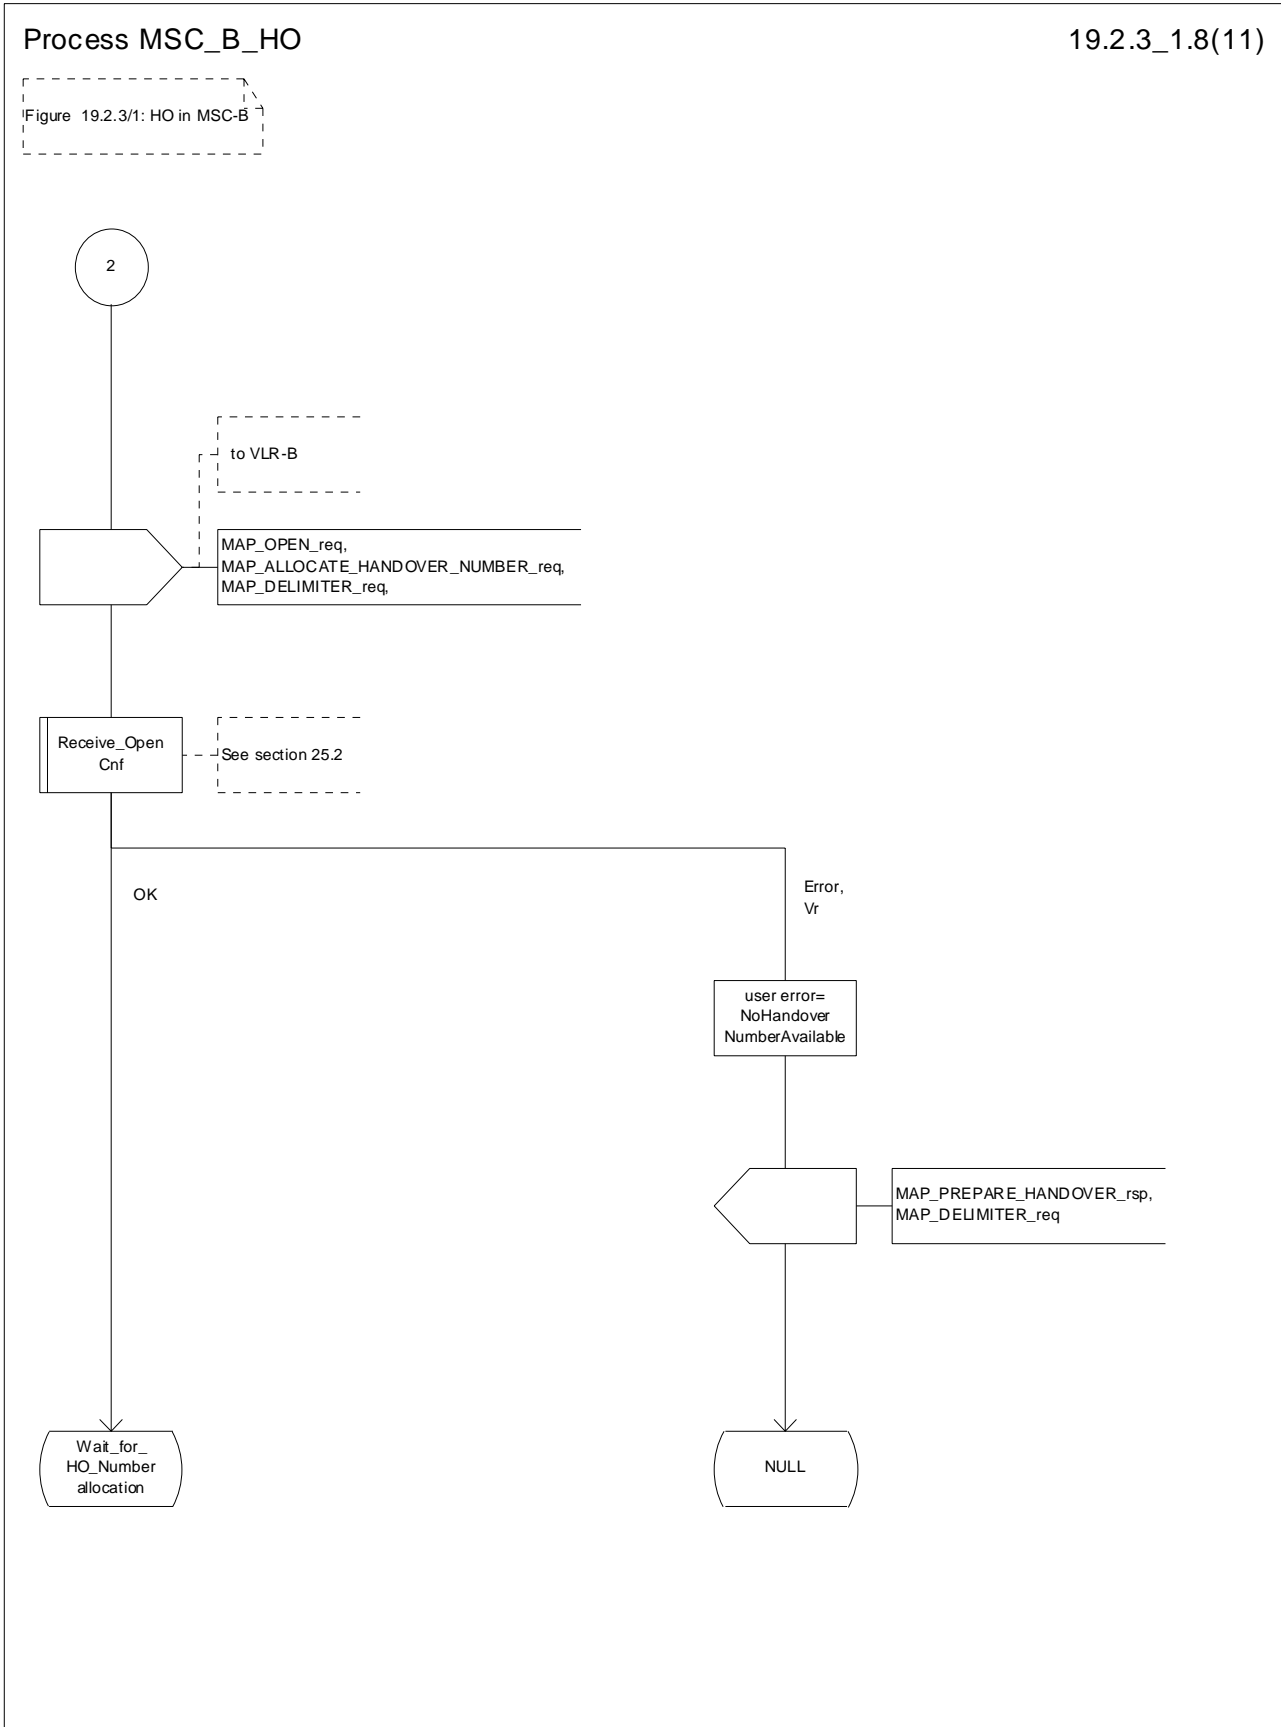 Process MSC_B_HO
19.2.3_1.8(11)
Figure 19.2.3/1: HO in MSC-B
2
to VLR-B
MAP_OPEN_req,
MAP_ALLOCATE_HANDOVER_NUMBER_req,
MAP_DELIMITER_req,
Receive_Open
Cnf
See section 25.2
OK
Error,
Vr
user error=
NoHandover
NumberAvailable
MAP_PREPARE_HANDOVER_rsp,
MAP_DELIMITER_req
Wait_for_
HO_Number
allocation
NULL